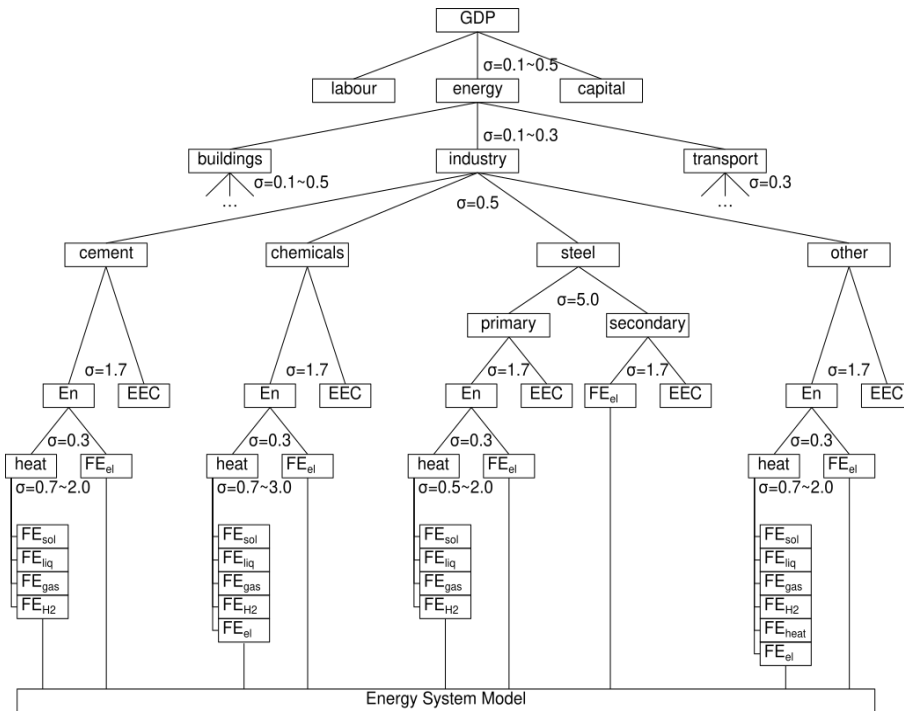 GDP
σ=0.1~0.5
labour energy capital
σ=0.1~0.3
buildings industry transport
σ=0.1~0.5 σ=0.3
... ...
σ=0.5
cement chemicals steel other
σ=5.0
primary secondary
σ=1.7 σ=1.7 σ=1.7 σ=1.7 σ=1.7
En EEC En EEC En EEC FEel EEC En EEC
σ=0.3 σ=0.3 σ=0.3 σ=0.3
heat FEel heat FEel heat FEel heat FEel
σ=0.7~2.0 σ=0.7~3.0 σ=0.5~2.0 σ=0.7~2.0
FEsol FEsol FEsol FEsol
FEliq FEliq FEliq FEliq
FEgas FEgas FEgas FEgas
FEH2 FEH2 FEH2 FEH2
FEel FEheat
FEel
Energy System Model